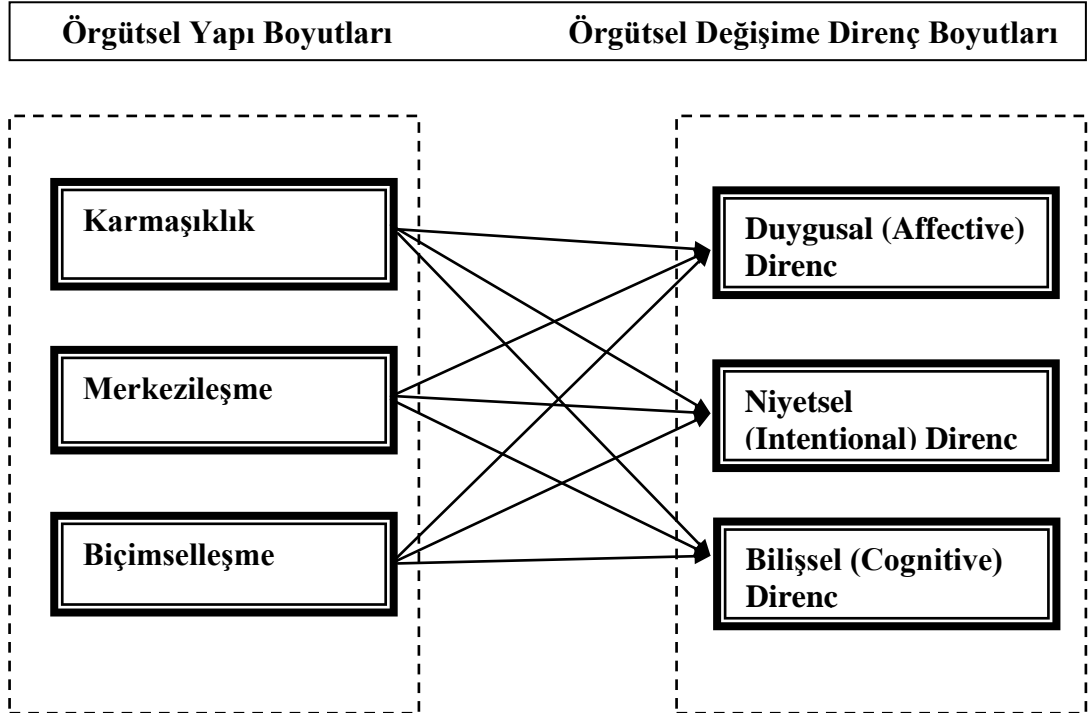 Örgütsel Yapı Boyutları Örgütsel Değişime Direnç Boyutları
Karmaşıklık
Merkezileşme
Biçimselleşme
Duygusal (Affective)
Direnc
Niyetsel
(Intentional) Direnc
Bilişsel (Cognitive)
Direnc